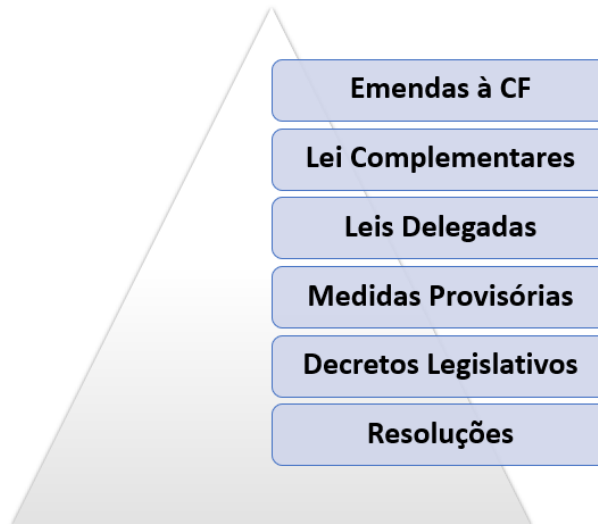 Emendas à CF
Lei Complementares
Leis Delegadas
Medidas Provisórias
Decretos Legislativos
Resoluções